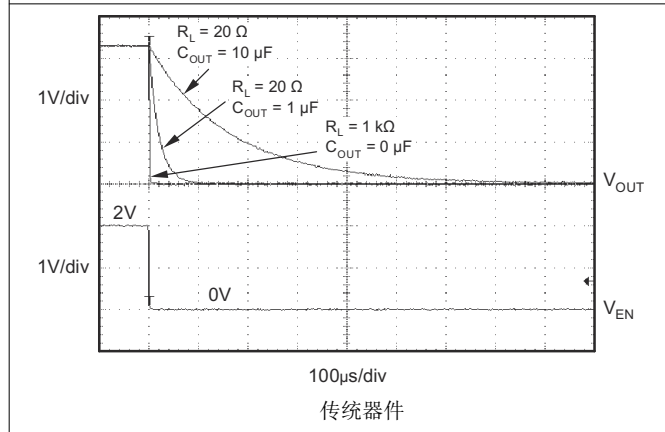 R_L = 20 Ω
C_OUT = 10 µF
R_L = 20 Ω
C_OUT = 1 µF
R_L = 1 kΩ
C_OUT = 0 µF
1V/div
V_OUT
2V
1V/div
0V
V_EN
100µs/div
传统器件